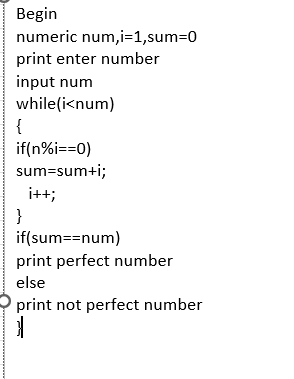 Begin
numeric num,i=1,sum=0
print enter number
input num
while(i<num)
{
if(n%i==0)
sum=sum+i;
i++;
}
if(sum==num)
print perfect number
else
print not perfect number
}